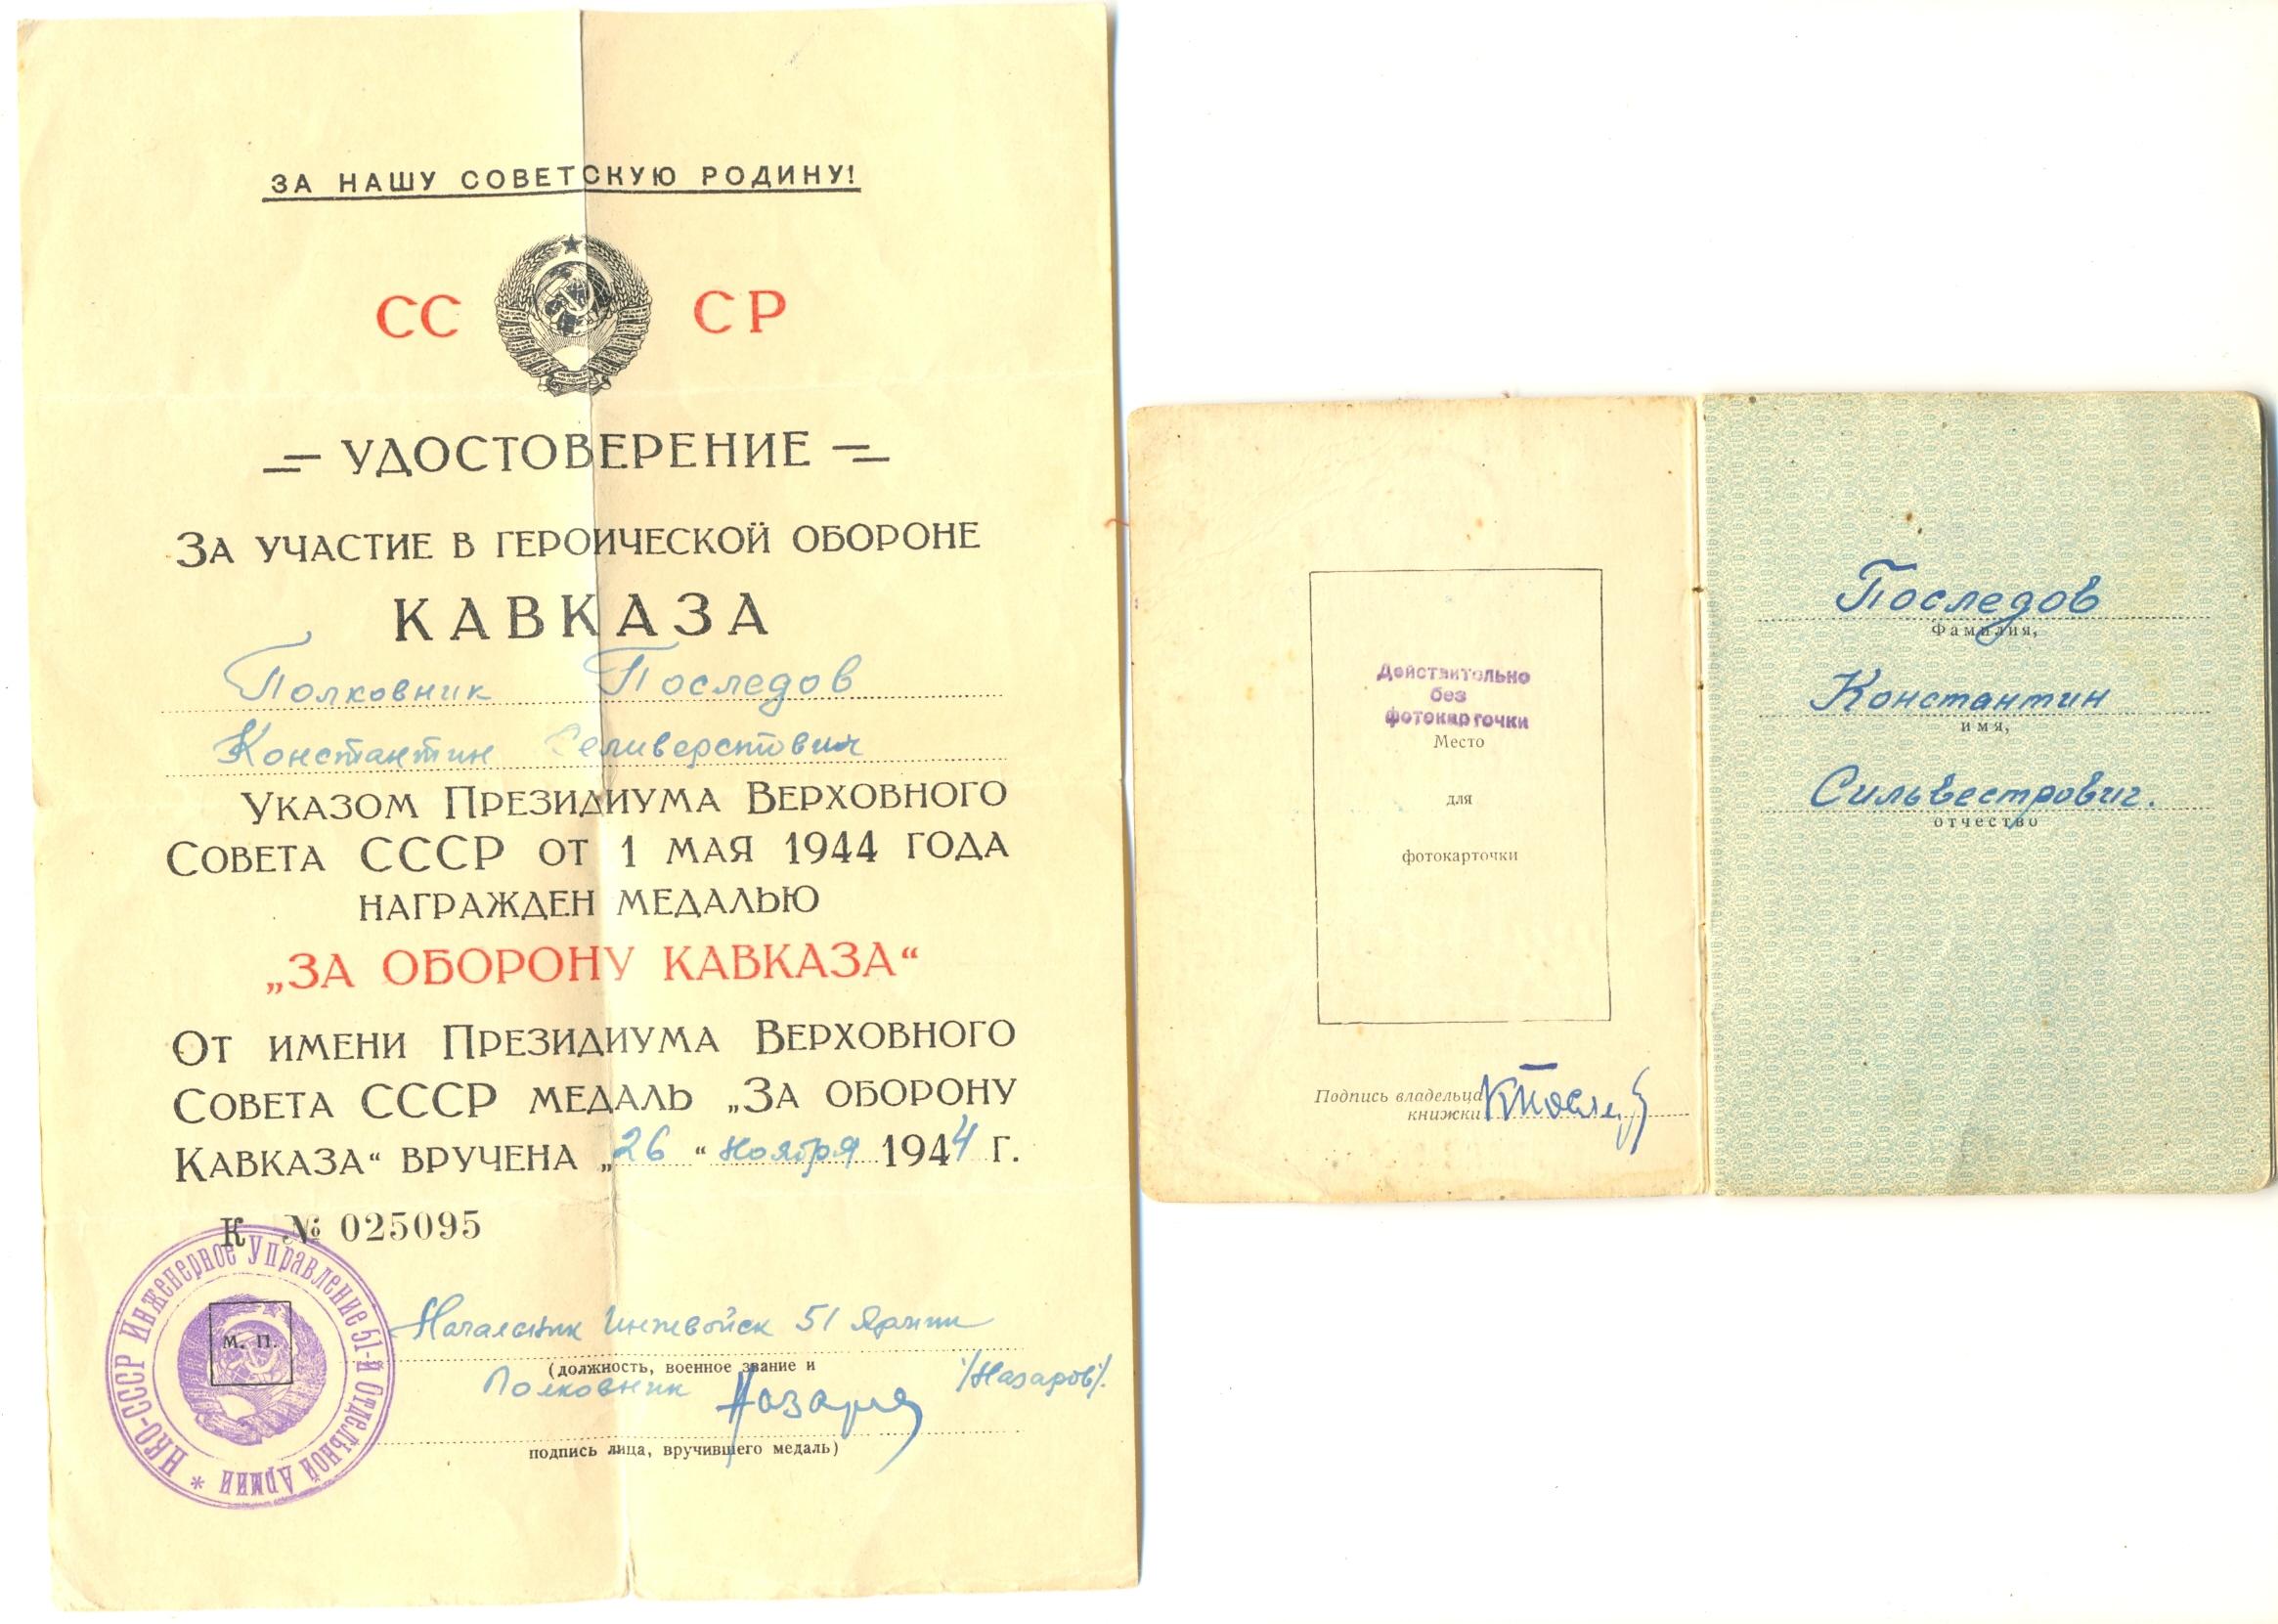 ЗА НАШУ СОВЕТСКУЮ РОДИНУ!
СС СР
УДОСТОВЕРЕНИЕ
ЗА УЧАСТИЕ В ГЕРОИЧЕСКОЙ ОБОРОНЕ
КАВКАЗА
Полковник Последов
Константин Селиверстович
УКАЗОМ ПРЕЗИДИУМА ВЕРХОВНОГО
СОВЕТА СССР ОТ 1 МАЯ 1944 ГОДА
НАГРАЖДЕН МЕДАЛЬЮ
„ЗА ОБОРОНУ КАВКАЗА“
ОТ ИМЕНИ ПРЕЗИДИУМА ВЕРХОВНОГО
СОВЕТА СССР МЕДАЛЬ „ЗА ОБОРОНУ
КАВКАЗА“ ВРУЧЕНА „26“ ноября 1944 Г.
К № 025095
НКО-СССР Инженерное Управление 51-й Отдельной Армии *
М. П.
Начальник Инжвойск 51 Армии
(должность, военное звание и
Полковник Назаров /Назаров/.
подпись лица, вручившего медаль)
Действительно
без
фотокарточки
Место
для
фотокарточки
Подпись владельца
книжки КПослед
Последов
Фамилия,
Константин
имя,
Сильвестрович.
отчество